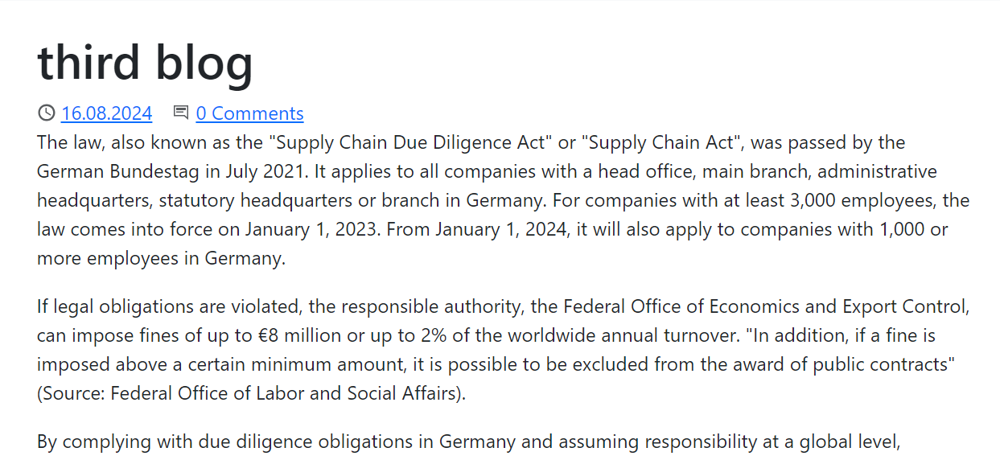 third blog
16.08.2024 0 Comments
The law, also known as the "Supply Chain Due Diligence Act" or "Supply Chain Act", was passed by the
German Bundestag in July 2021. It applies to all companies with a head office, main branch, administrative
headquarters, statutory headquarters or branch in Germany. For companies with at least 3,000 employees, the
law comes into force on January 1, 2023. From January 1, 2024, it will also apply to companies with 1,000 or
more employees in Germany.
If legal obligations are violated, the responsible authority, the Federal Office of Economics and Export Control,
can impose fines of up to €8 million or up to 2% of the worldwide annual turnover. "In addition, if a fine is
imposed above a certain minimum amount, it is possible to be excluded from the award of public contracts"
(Source: Federal Office of Labor and Social Affairs).
By complying with due diligence obligations in Germany and assuming responsibility at a global level,